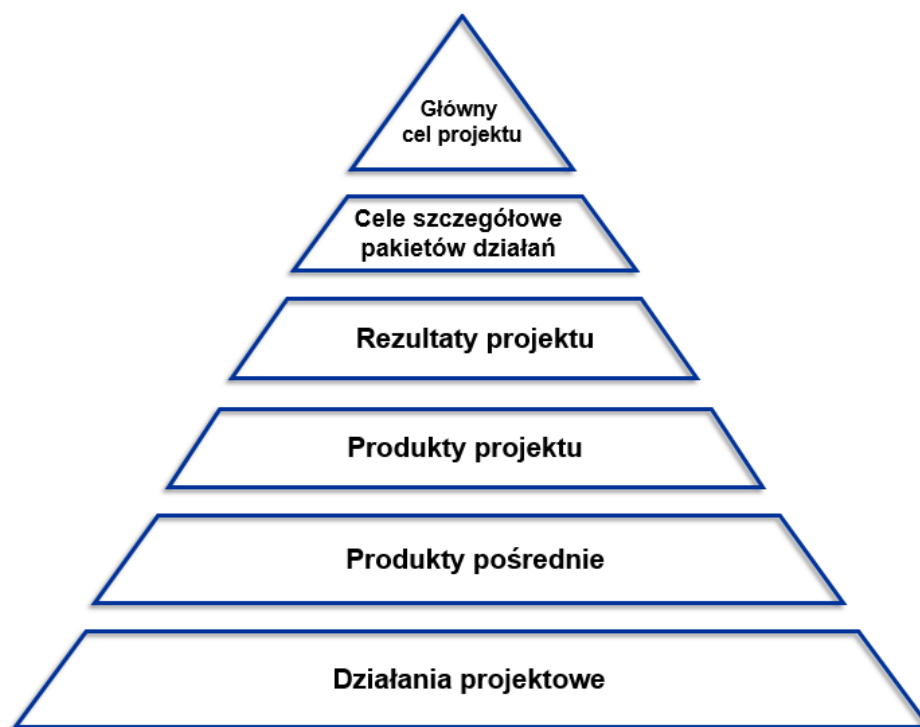 Główny
cel projektu
Cele szczegółowe
pakietów działań
Rezultaty projektu
Produkty projektu
Produkty pośrednie
Działania projektowe